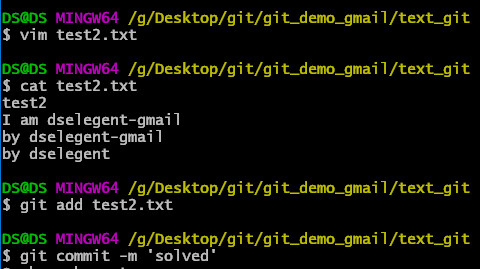 DS@DS MINGW64 /g/Desktop/git/git_demo_gmail/text_git
$ vim test2.txt
DS@DS MINGW64 /g/Desktop/git/git_demo_gmail/text_git
$ cat test2.txt
test2
I am dselegent-gmail
by dselegent-gmail
by dselegent
DS@DS MINGW64 /g/Desktop/git/git_demo_gmail/text_git
$ git add test2.txt
DS@DS MINGW64 /g/Desktop/git/git_demo_gmail/text_git
$ git commit -m 'solved'